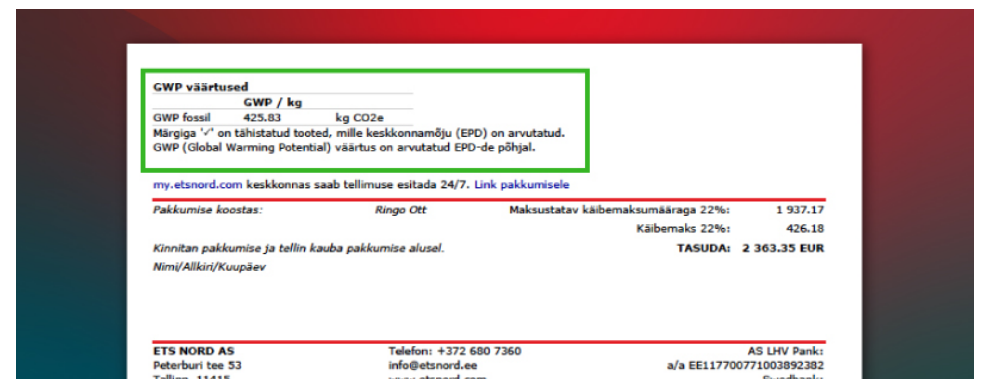 GWP väärtused
GWP / kg
GWP fossil 425.83 kg CO2e
Märgiga '✓' on tähistatud tooted, mille keskkonnamõju (EPD) on arvutatud.
GWP (Global Warming Potential) väärtus on arvutatud EPD-de põhjal.
my.etsnord.com keskkonnas saab tellimuse esitada 24/7. Link pakkumisele
Pakkumise koostas: Ringo Ott Maksustatav käibemaksumääraga 22%: 1 937.17
Käibemaks 22%: 426.18
Kinnitan pakkumise ja tellin kauba pakkumise alusel. TASUDA: 2 363.35 EUR
Nimi/Allkiri/Kuupäev
ETS NORD AS Telefon: +372 680 7360 AS LHV Pank:
Peterburi tee 53 info@etsnord.ee a/a EE117700771003892382